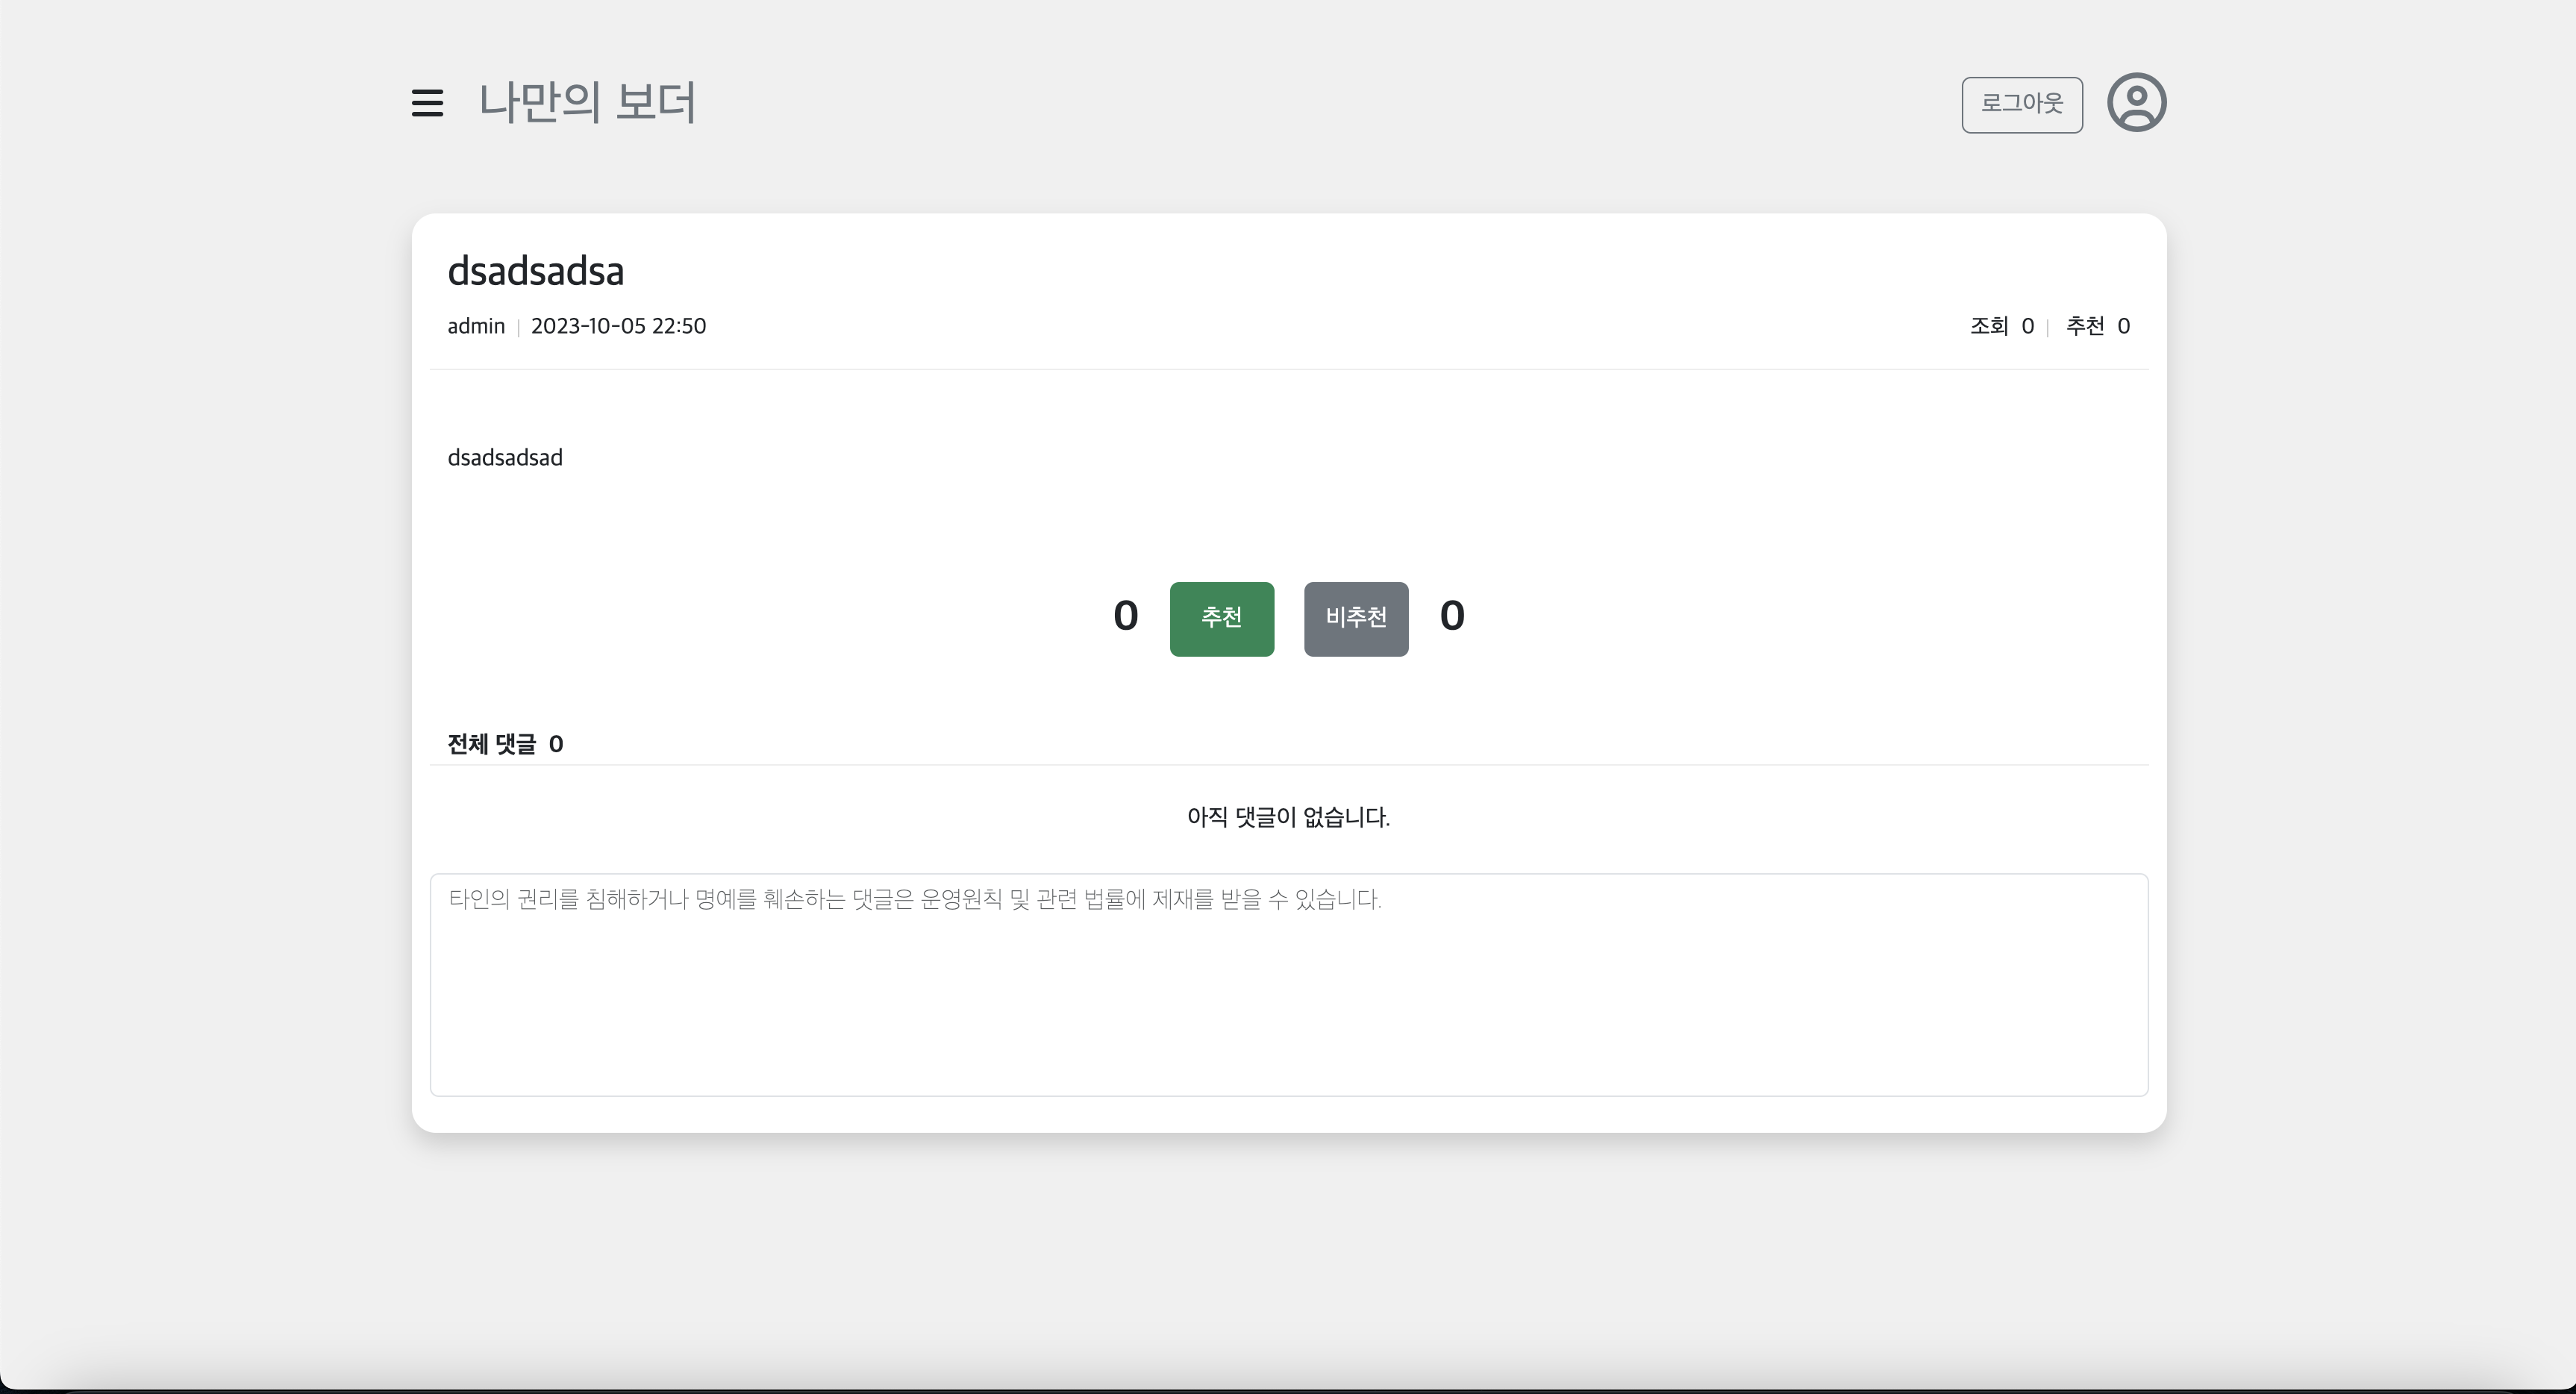 나만의 보더
로그아웃
dsadsadsa
admin | 2023-10-05 22:50
조회 0 | 추천 0
dsadsadsad
0 추천 비추천 0
전체 댓글 0
아직 댓글이 없습니다.
타인의 권리를 침해하거나 명예를 훼손하는 댓글은 운영원칙 및 관련 법률에 제재를 받을 수 있습니다.